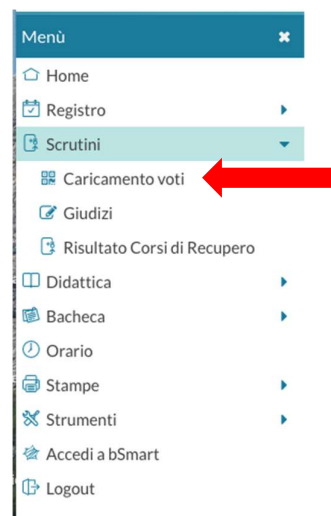 Menù
Home
Registro
Scrutini
Caricamento voti
Giudizi
Risultato Corsi di Recupero
Didattica
Bacheca
Orario
Stampe
Strumenti
Accedi a bSmart
Logout